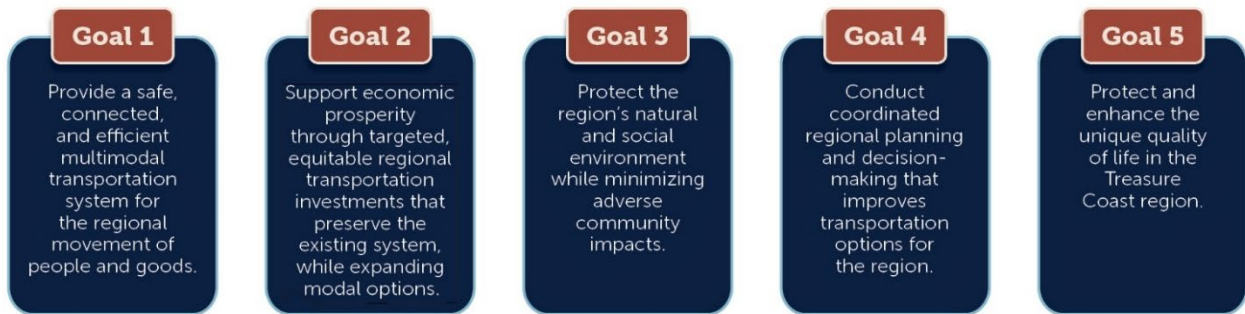 Goal 1
Provide a safe,
connected,
and efficient
multimodal
transportation
system for
the regional
movement of
people and goods.
Goal 2
Support economic
prosperity
through targeted,
equitable regional
transportation
investments that
preserve the
existing system,
while expanding
modal options.
Goal 3
Protect the
region's natural
and social
environment
while minimizing
adverse
community
impacts.
Goal 4
Conduct
coordinated
regional planning
and decision-
making that
improves
transportation
options for
the region.
Goal 5
Protect and
enhance the
unique quality
of life in the
Treasure
Coast region.